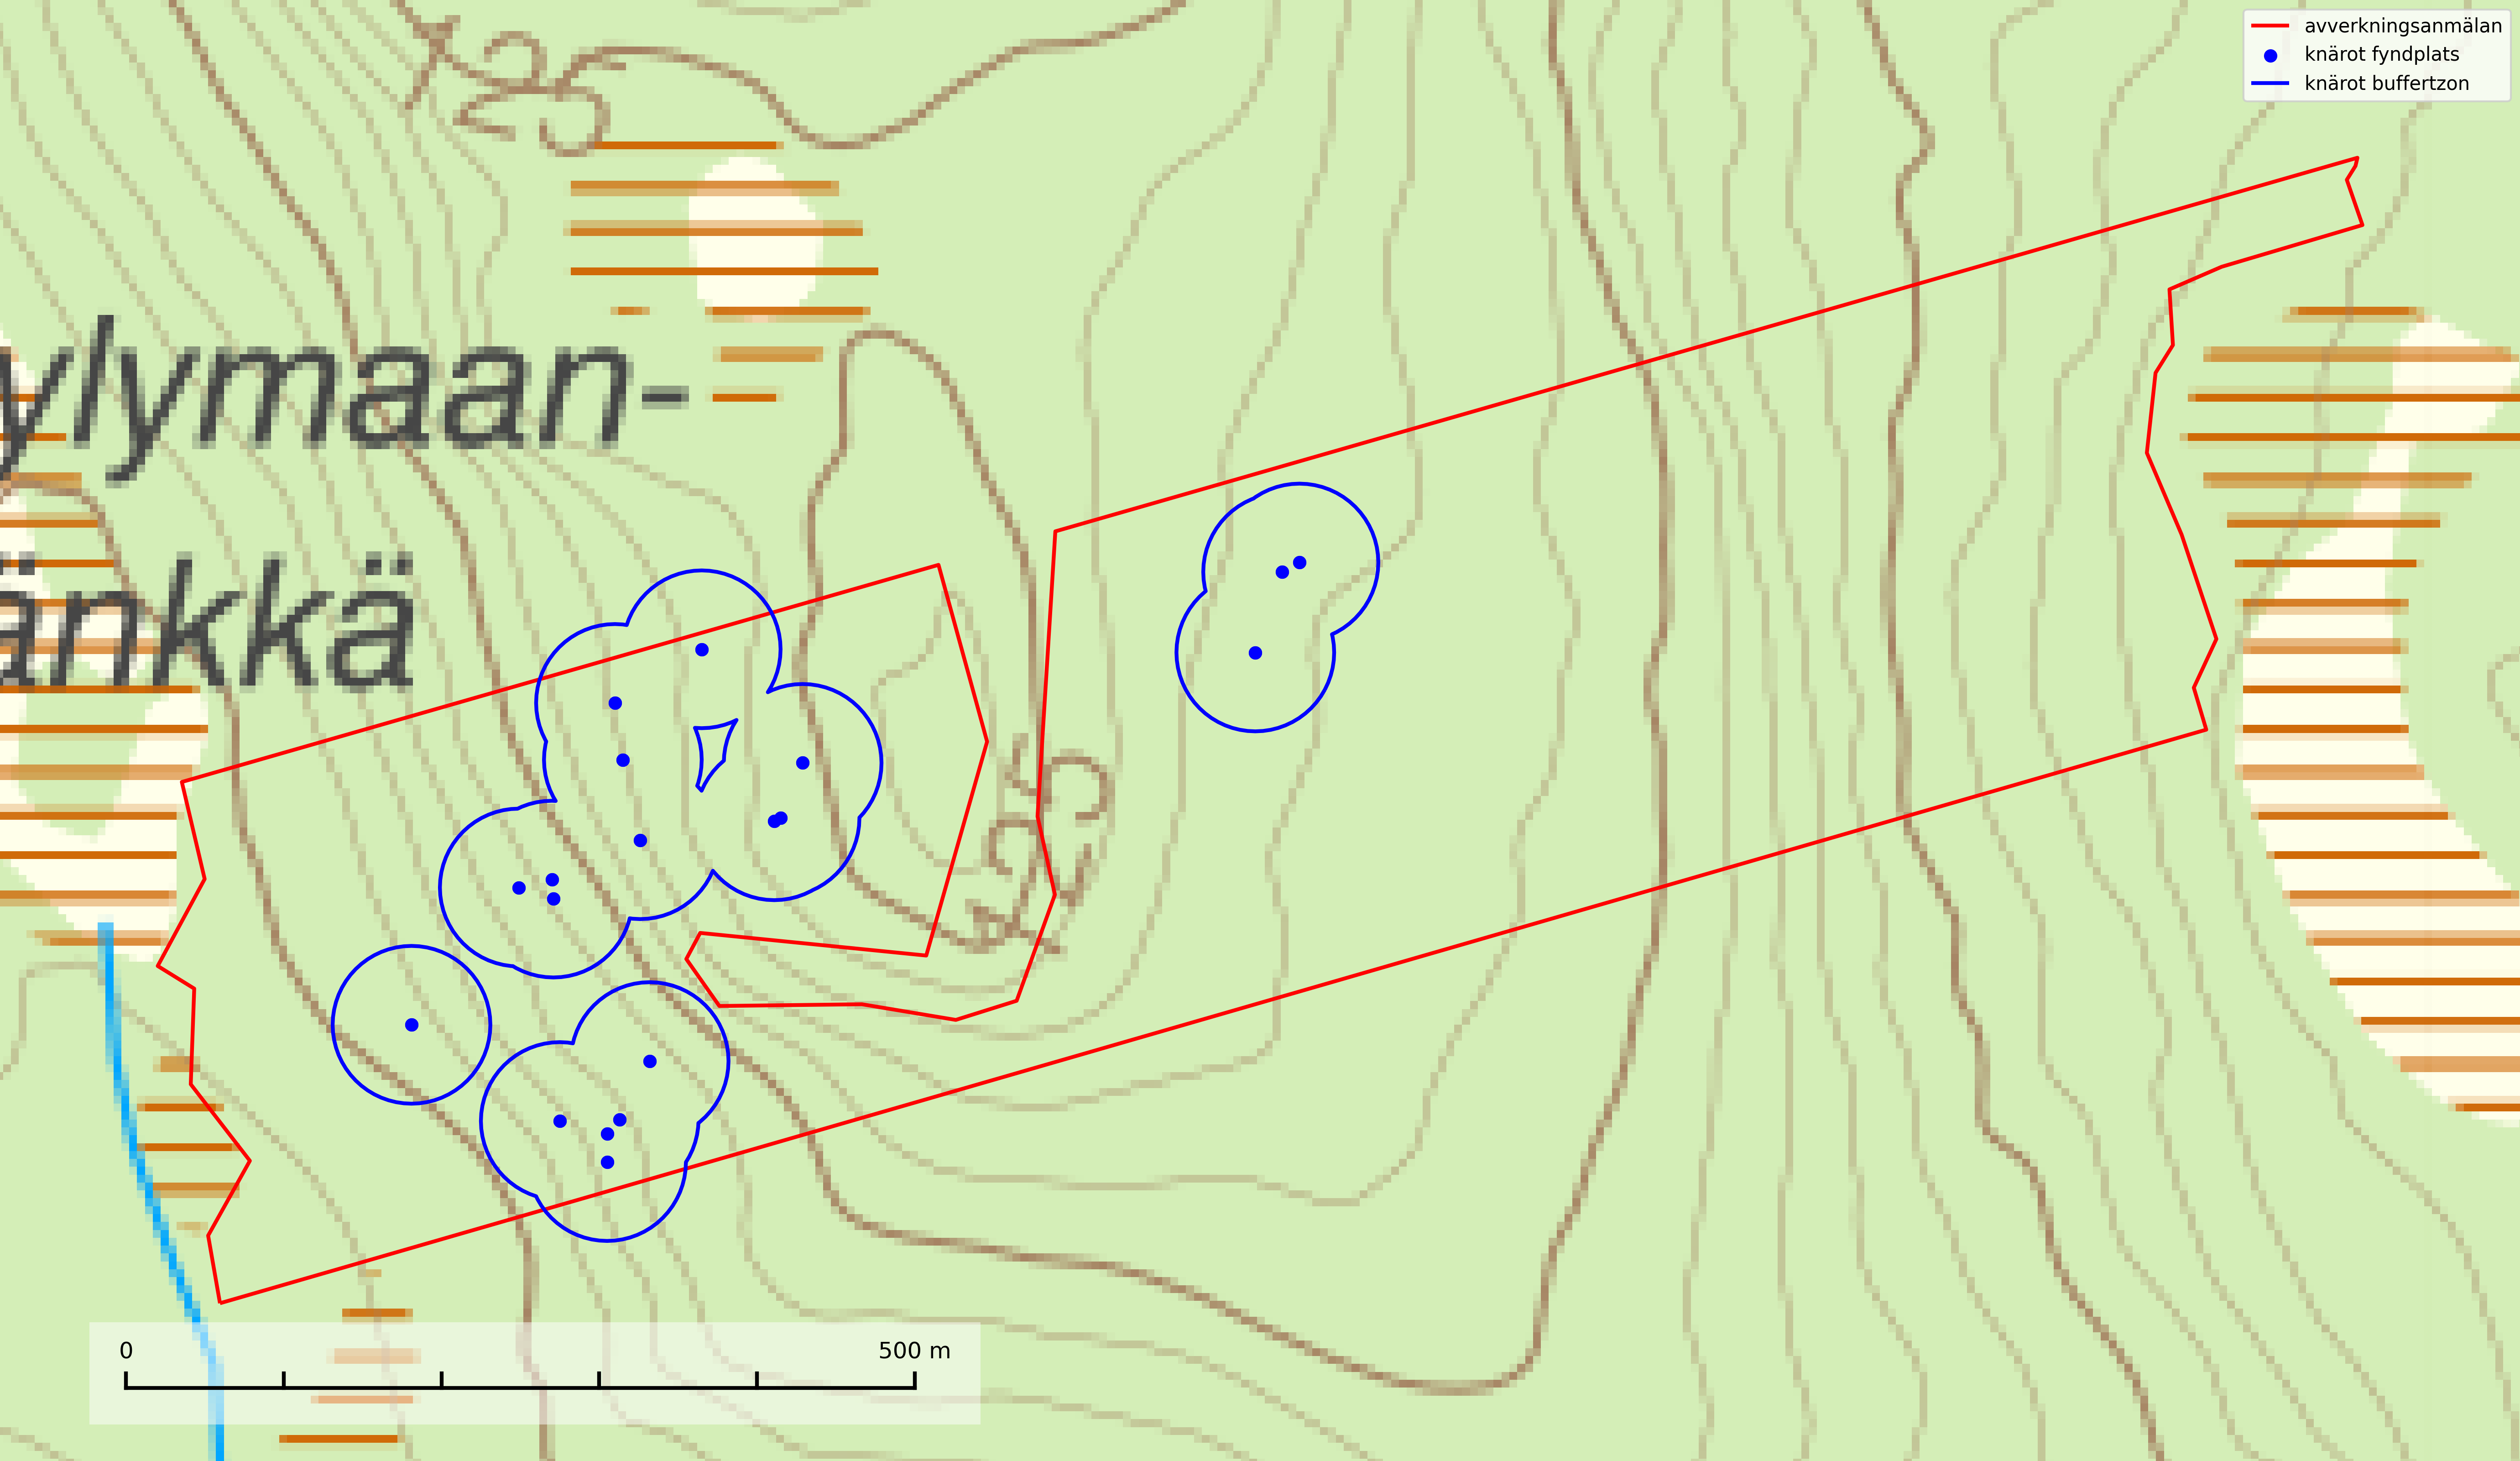 avverkningsanmälan
knärot fyndplats
knärot buffertzon
ylymaan-
änkkä
0
500 m